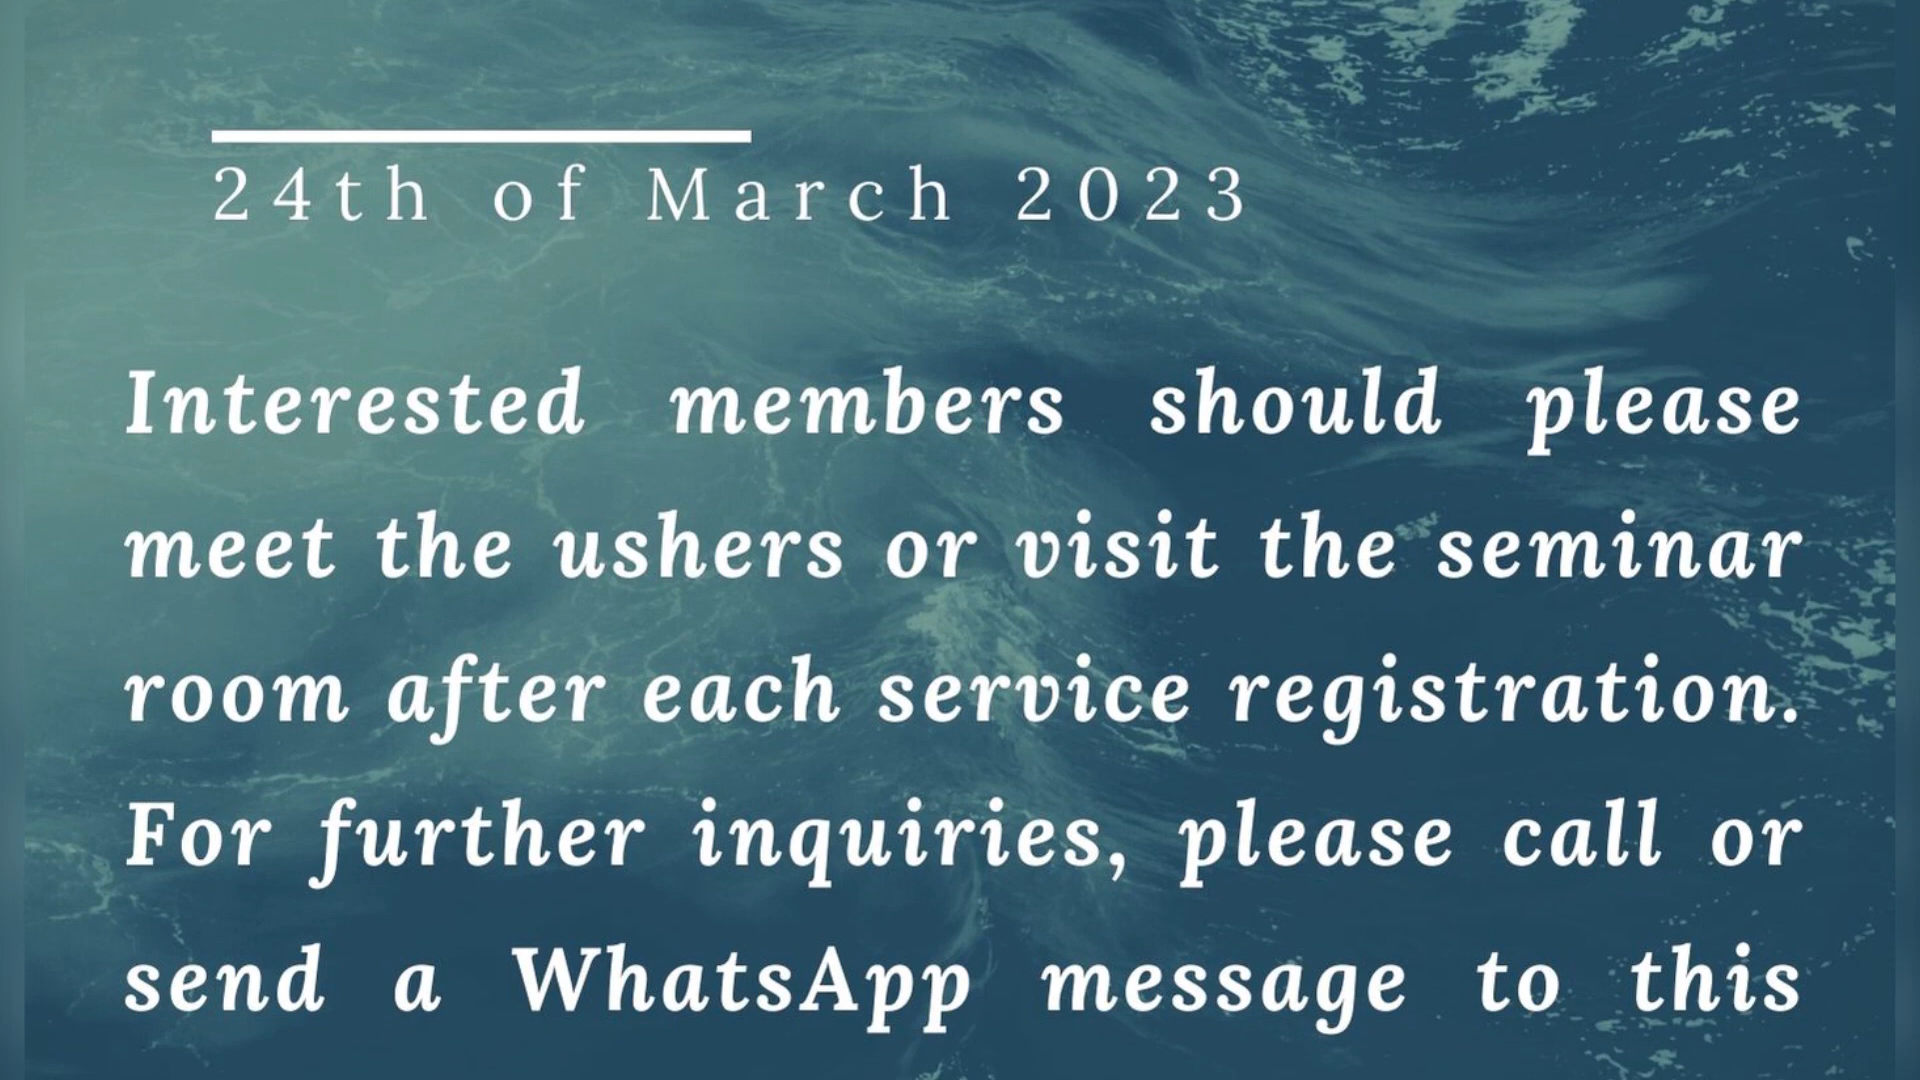 24th of March 2023
Interested members should please
meet the ushers or visit the seminar
room after each service registration.
For further inquiries, please call or
send a WhatsApp message to this